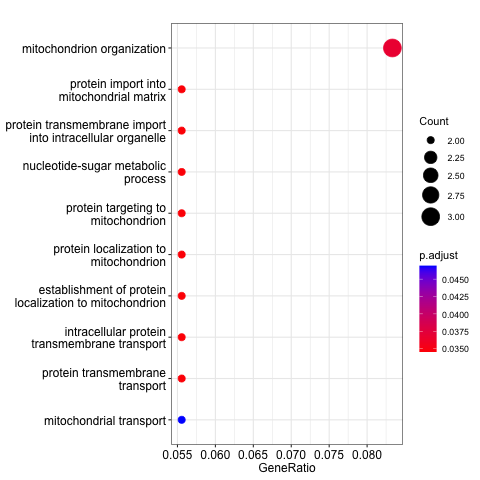 mitochondrion organization
protein import into
mitochondrial matrix
protein transmembrane import
into intracellular organelle
nucleotide-sugar metabolic
process
protein targeting to
mitochondrion
protein localization to
mitochondrion
establishment of protein
localization to mitochondrion
intracellular protein
transmembrane transport
protein transmembrane
transport
mitochondrial transport
0.055 0.060 0.065 0.070 0.075 0.080
GeneRatio
Count
2.00
2.25
2.50
2.75
3.00
p.adjust
0.0450
0.0425
0.0400
0.0375
0.0350